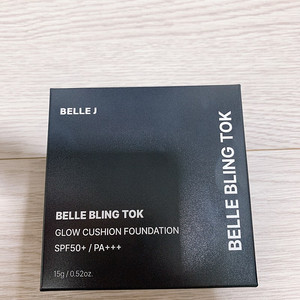 BELLE J
BELLE BLING TOK
GLOW CUSHION FOUNDATION
SPF50+ / PA+++
15g / 0.52oz.
BELLE BLING TOK